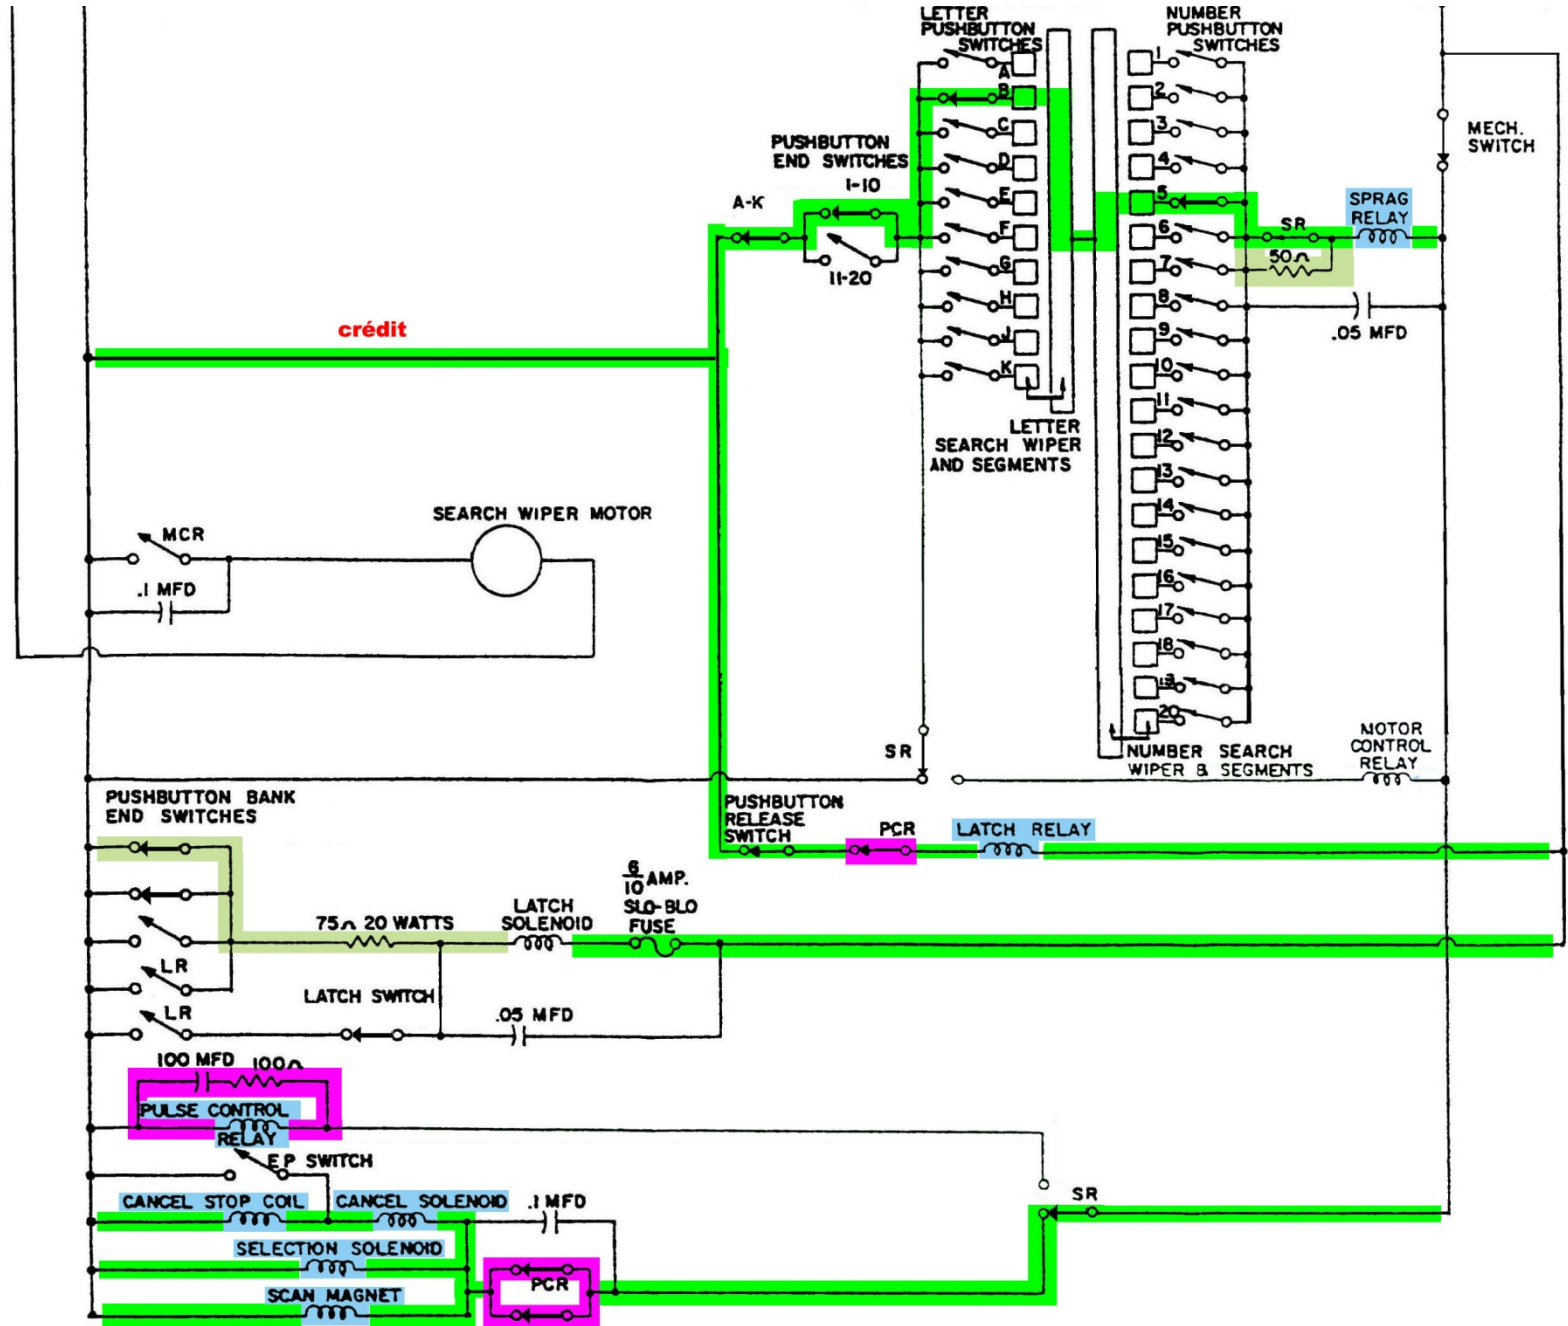 LETTER
PUSHBUTTON
SWITCHES
NUMBER
PUSHBUTTON
SWITCHES
A
B
C
D
E
F
G
H
J
K
1
2
3
4
5
6
7
8
9
10
11
12
13
14
15
16
17
18
19
20
MECH.
SWITCH
PUSHBUTTON
END SWITCHES
1-10
A-K
11-20
SPRAG
RELAY
SR
50Ω
.05 MFD
crédit
LETTER
SEARCH WIPER
AND SEGMENTS
SEARCH WIPER MOTOR
MCR
.1 MFD
SR
NUMBER SEARCH
WIPER & SEGMENTS
MOTOR
CONTROL
RELAY
PUSHBUTTON BANK
END SWITCHES
PUSHBUTTON
RELEASE
SWITCH
PCR
LATCH RELAY
6/10 AMP.
SLO-BLO
FUSE
LATCH
SOLENOID
75Ω 20 WATTS
LR
LATCH SWITCH
LR
.05 MFD
100 MFD 100Ω
PULSE CONTROL
RELAY
E P SWITCH
CANCEL STOP COIL
CANCEL SOLENOID
.1 MFD
SR
SELECTION SOLENOID
PCR
SCAN MAGNET